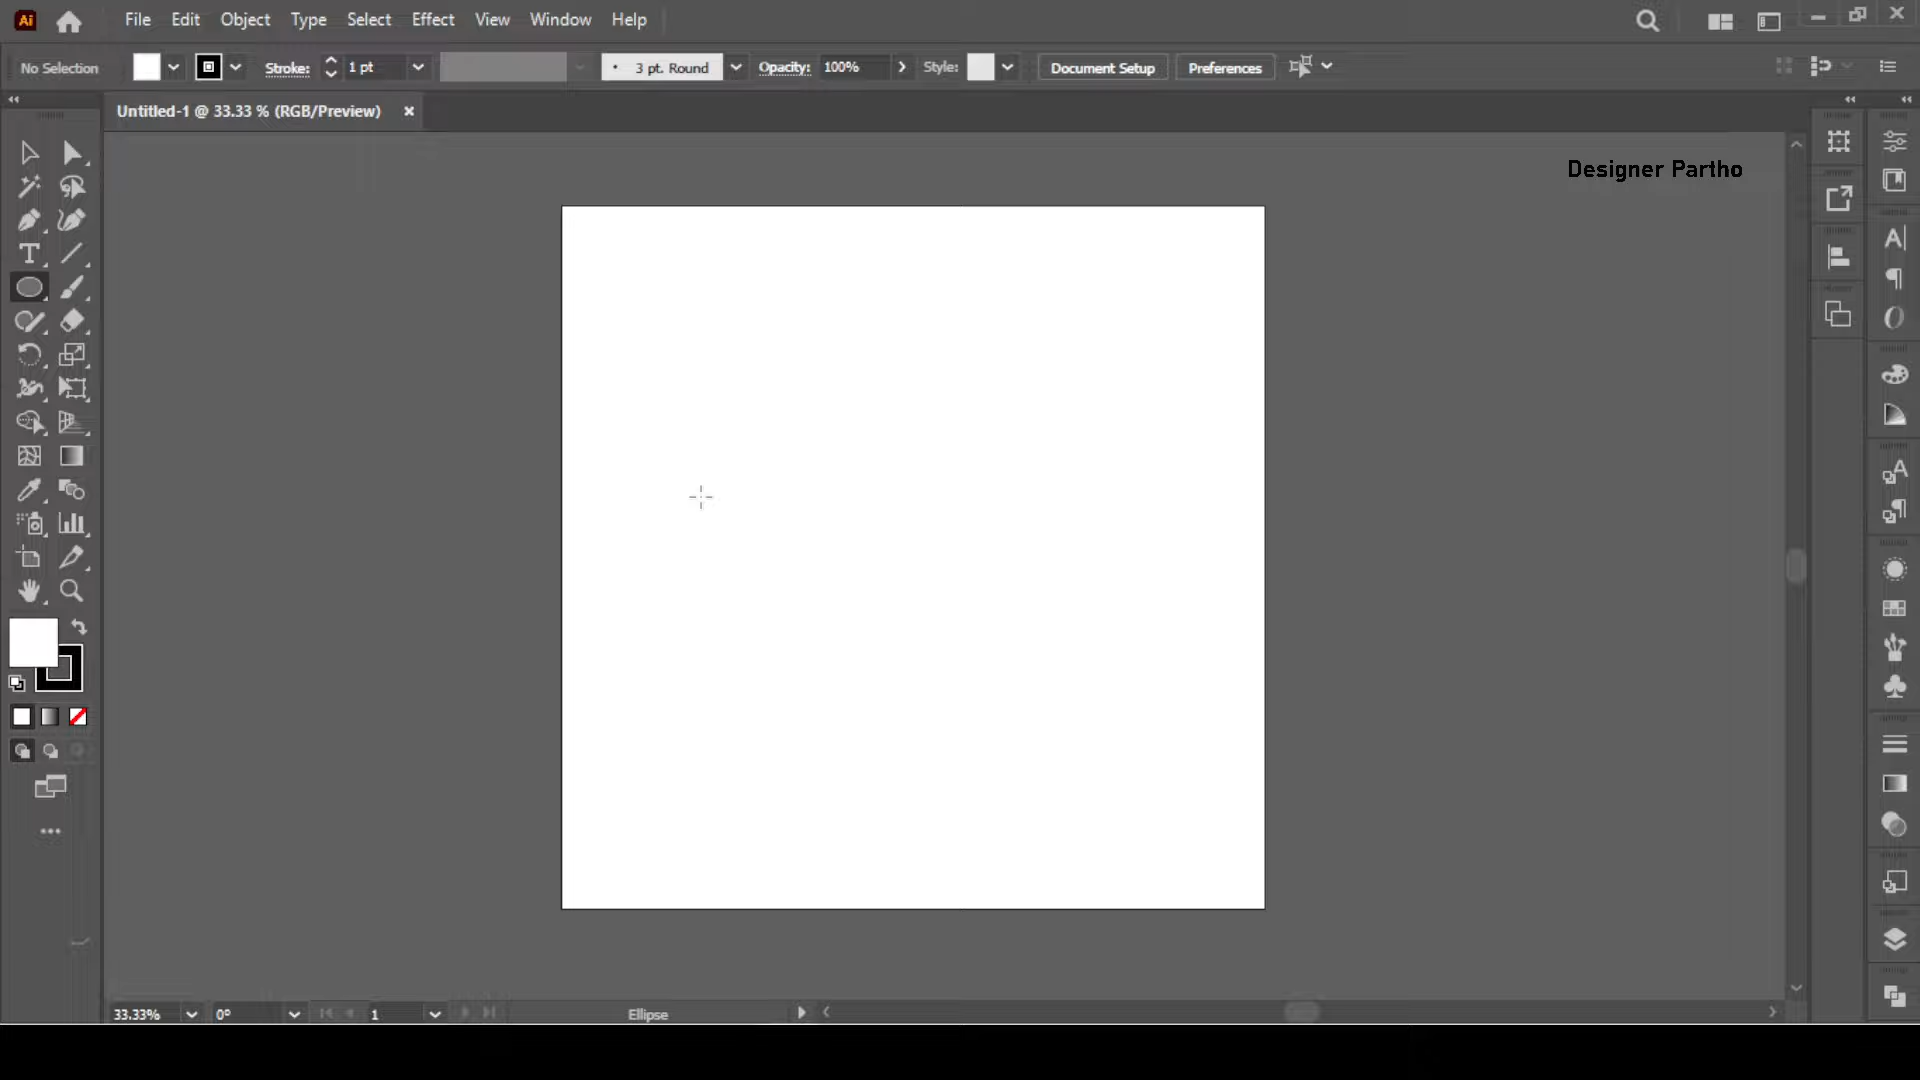 Ai File Edit Object Type Select Effect View Window Help
No Selection Stroke: 1 pt 3 pt. Round Opacity: 100% Style: Document Setup Preferences
Untitled-1 @ 33.33 % (RGB/Preview)
Designer Partho
33.33% 0° 1 Ellipse